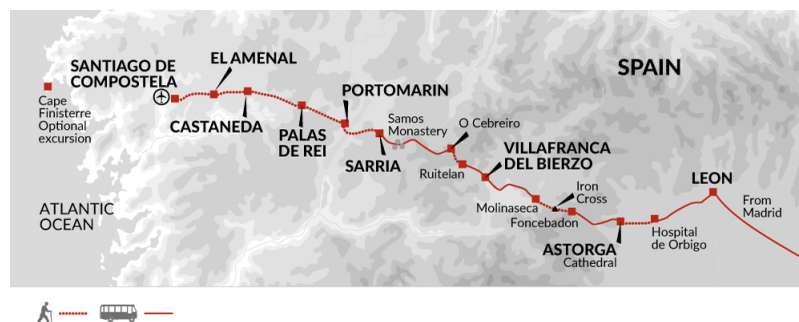 SPAIN
EL AMENAL
SANTIAGO DE
COMPOSTELA
Cape
Finisterre
Optional
excursion
CASTANEDA
PALAS
DE REI
PORTOMARIN
Samos
Monastery
SARRIA
O Cebreiro
Ruitelan
VILLAFRANCA
DEL BIERZO
Iron
Cross
Molinaseca
Foncebadon
LEON
From
Madrid
Hospital
de Orbigo
ASTORGA
Cathedral
ATLANTIC
OCEAN